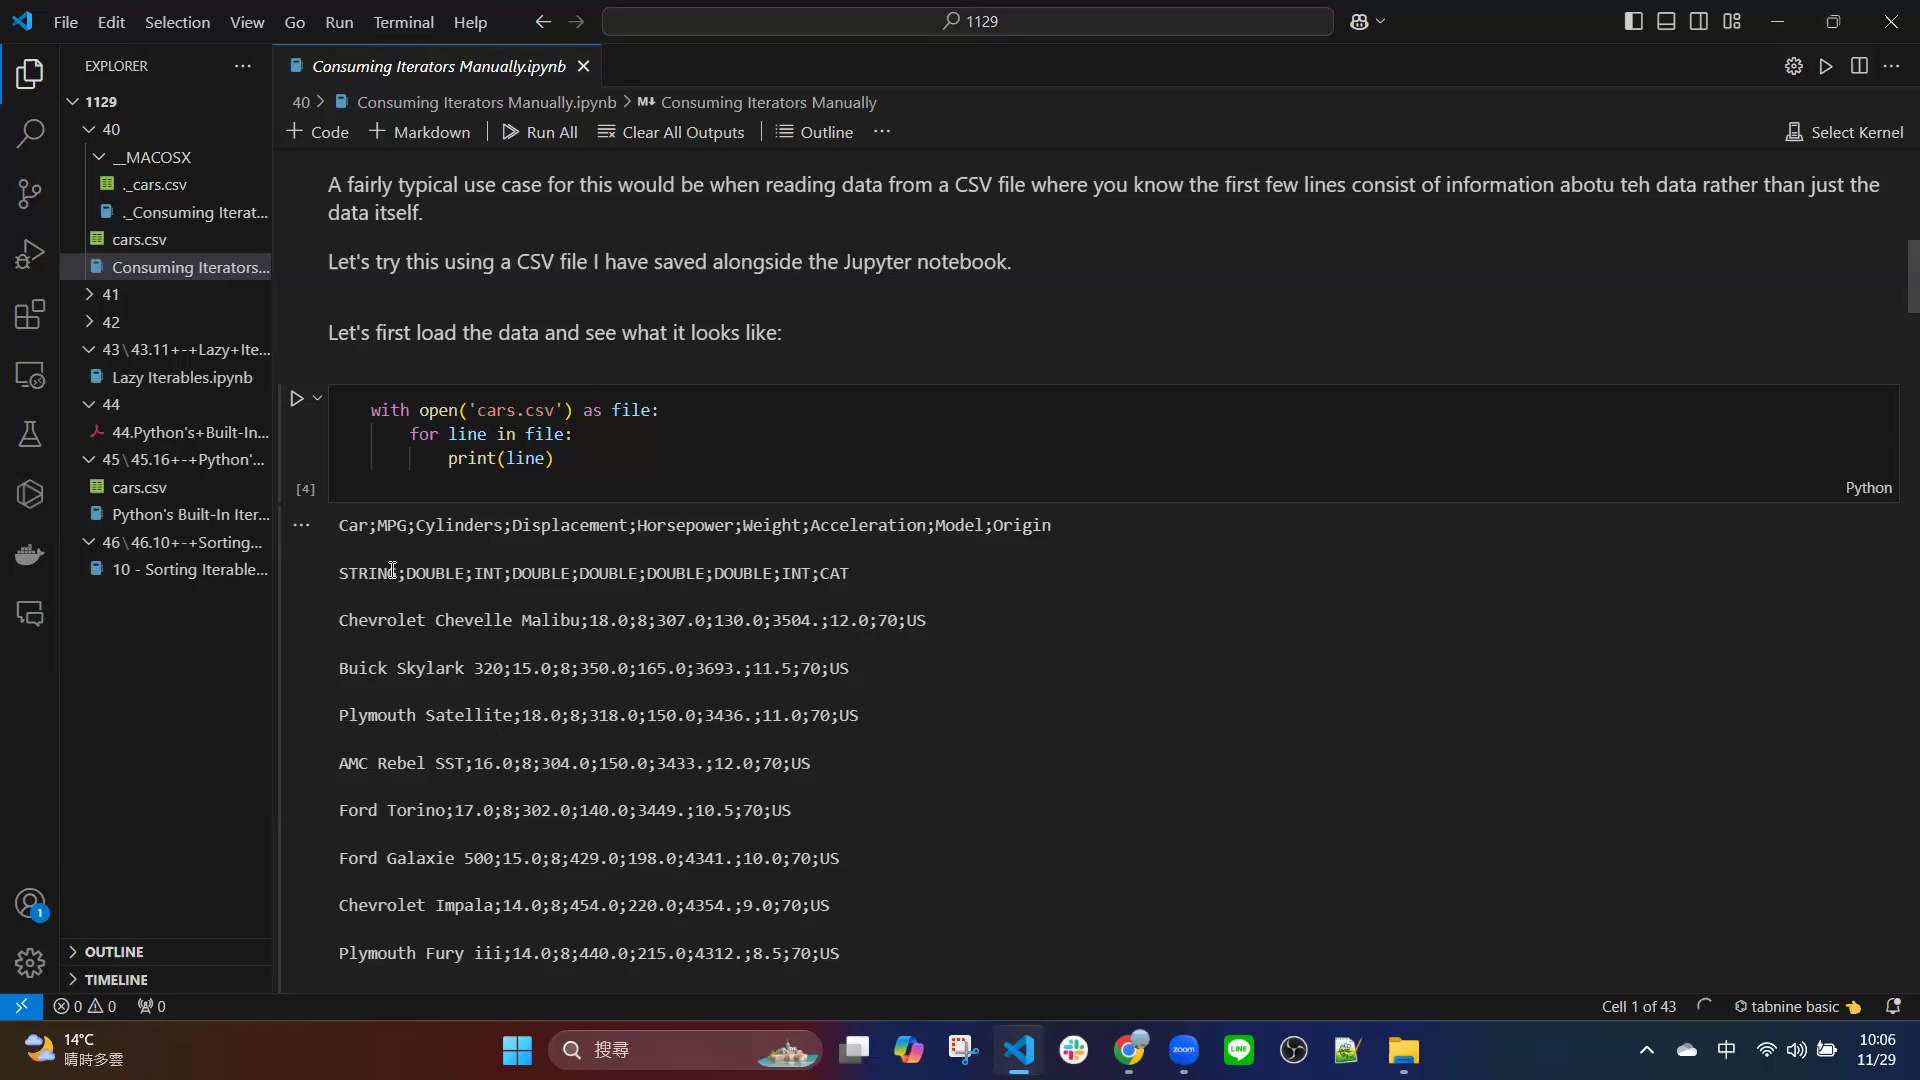 File Edit Selection View Go Run Terminal Help
1129
EXPLORER
1129
40
__MACOSX
._cars.csv
._Consuming Iterat...
cars.csv
Consuming Iterators...
41
42
43\43.11+-+Lazy+Ite...
Lazy Iterables.ipynb
44
44.Python's+Built-In...
45\45.16+-+Python'...
cars.csv
Python's Built-In Iter...
46\46.10+-+Sorting...
10 - Sorting Iterable...
OUTLINE
TIMELINE
Consuming Iterators Manually.ipynb
40 > Consuming Iterators Manually.ipynb > M↓ Consuming Iterators Manually
+ Code + Markdown Run All Clear All Outputs Outline ...
Select Kernel
A fairly typical use case for this would be when reading data from a CSV file where you know the first few lines consist of information abotu teh data rather than just the
data itself.
Let's try this using a CSV file I have saved alongside the Jupyter notebook.
Let's first load the data and see what it looks like:
with open('cars.csv') as file:
for line in file:
print(line)
[4]
Python
Car;MPG;Cylinders;Displacement;Horsepower;Weight;Acceleration;Model;Origin
STRING;DOUBLE;INT;DOUBLE;DOUBLE;DOUBLE;DOUBLE;INT;CAT
Chevrolet Chevelle Malibu;18.0;8;307.0;130.0;3504.;12.0;70;US
Buick Skylark 320;15.0;8;350.0;165.0;3693.;11.5;70;US
Plymouth Satellite;18.0;8;318.0;150.0;3436.;11.0;70;US
AMC Rebel SST;16.0;8;304.0;150.0;3433.;12.0;70;US
Ford Torino;17.0;8;302.0;140.0;3449.;10.5;70;US
Ford Galaxie 500;15.0;8;429.0;198.0;4341.;10.0;70;US
Chevrolet Impala;14.0;8;454.0;220.0;4354.;9.0;70;US
Plymouth Fury iii;14.0;8;440.0;215.0;4312.;8.5;70;US
1
0 0 0
Cell 1 of 43
tabnine basic 👈
14°C
晴時多雲
搜尋
zoom
LINE
中
10:06
11/29